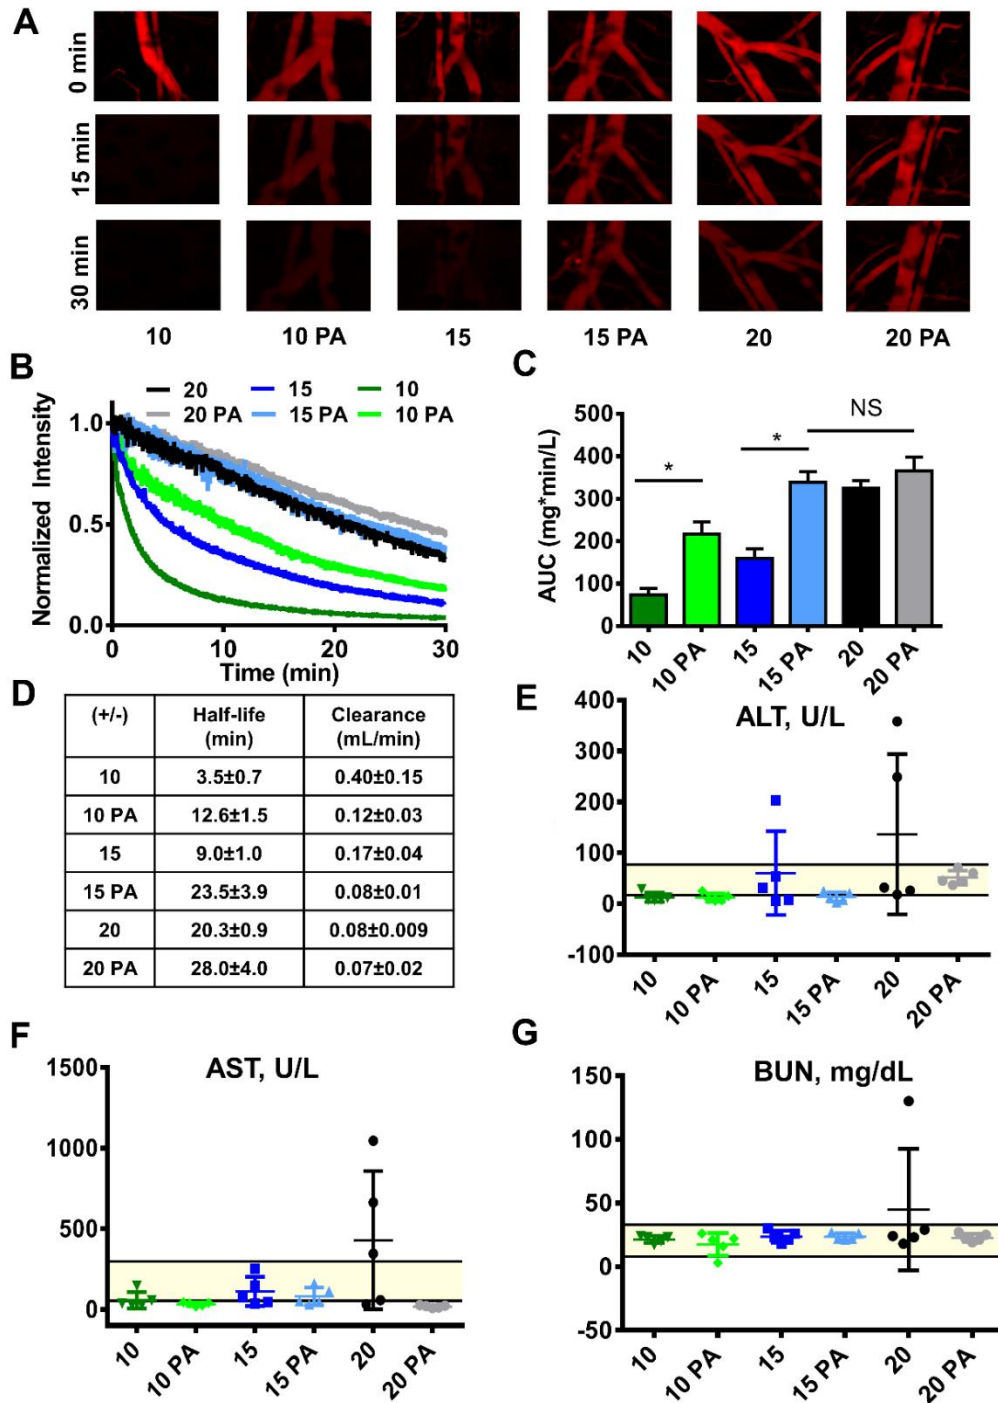 A
0 min
15 min
30 min
10 10 PA 15 15 PA 20 20 PA
B
20 15 10
20 PA 15 PA 10 PA
Normalized Intensity
1.0
0.5
0.0
0 10 20 30
Time (min)
C
NS
* *
AUC (mg*min/L)
500
400
300
200
100
0
10 10 PA 15 15 PA 20 20 PA
D
(+/-) Half-life (min) Clearance (mL/min)
10 3.5±0.7 0.40±0.15
10 PA 12.6±1.5 0.12±0.03
15 9.0±1.0 0.17±0.04
15 PA 23.5±3.9 0.08±0.01
20 20.3±0.9 0.08±0.009
20 PA 28.0±4.0 0.07±0.02
E
ALT, U/L
400
300
200
100
0
-100
10 10 PA 15 15 PA 20 20 PA
F
AST, U/L
1500
1000
500
0
10 10 PA 15 15 PA 20 20 PA
G
BUN, mg/dL
150
100
50
0
-50
10 10 PA 15 15 PA 20 20 PA